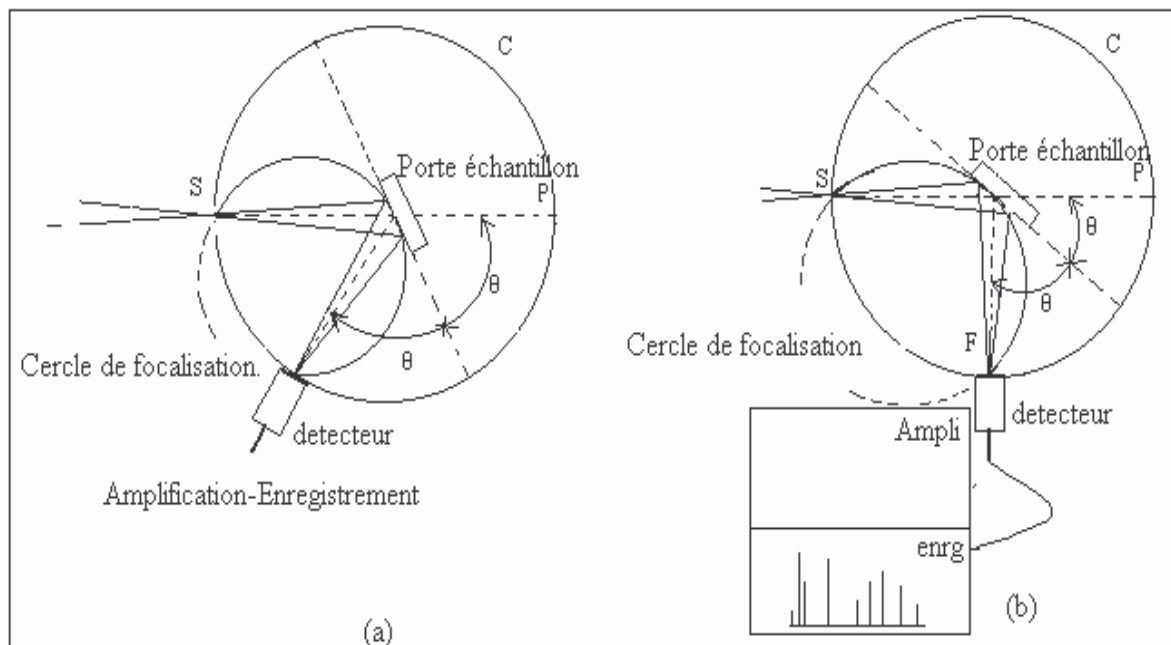 C
S
Porte échantillon
P
θ
θ
Cercle de focalisation.
detecteur
Amplification-Enregistrement
(a)
C
Porte échantillon
S
P
θ
θ
Cercle de focalisation
F
detecteur
Ampli
enrg
(b)